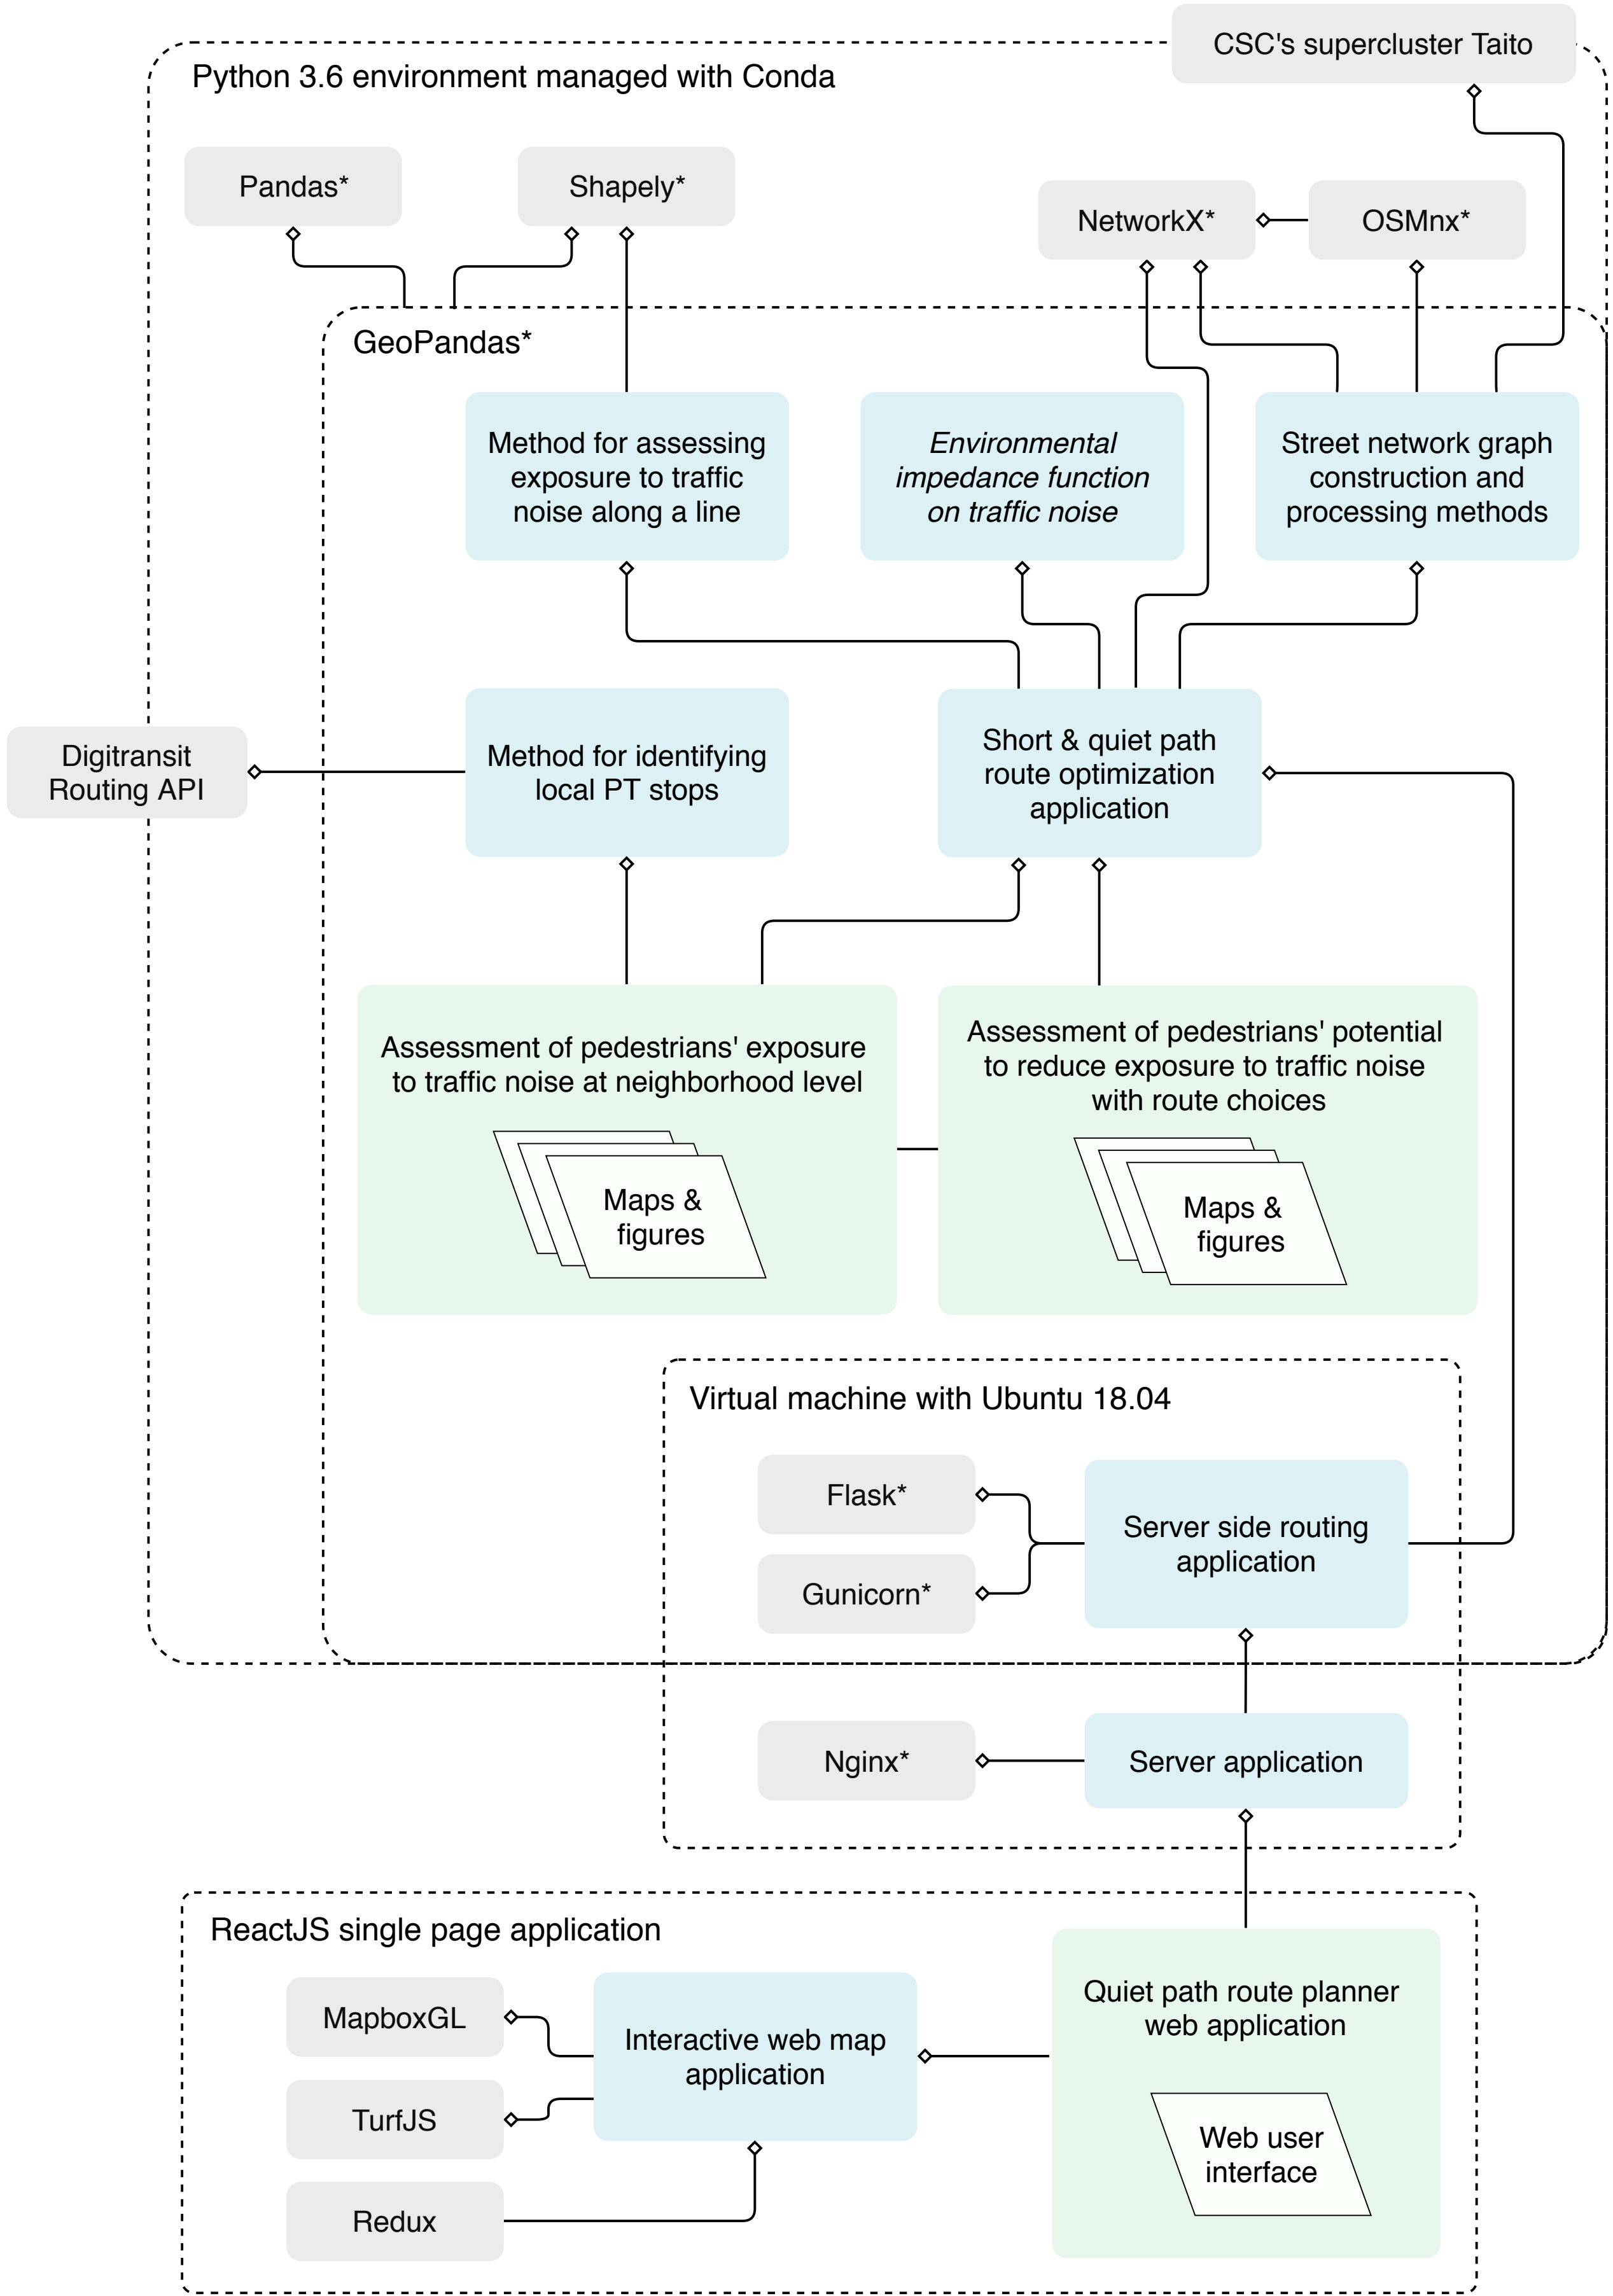 CSC's supercluster Taito
Python 3.6 environment managed with Conda
Pandas*
Shapely*
NetworkX*
OSMnx*
GeoPandas*
Method for assessing
exposure to traffic
noise along a line
Environmental
impedance function
on traffic noise
Street network graph
construction and
processing methods
Digitransit
Routing API
Method for identifying
local PT stops
Short & quiet path
route optimization
application
Assessment of pedestrians' exposure
to traffic noise at neighborhood level
Maps &
figures
Assessment of pedestrians' potential
to reduce exposure to traffic noise
with route choices
Maps &
figures
Virtual machine with Ubuntu 18.04
Flask*
Gunicorn*
Server side routing
application
Nginx*
Server application
ReactJS single page application
MapboxGL
TurfJS
Redux
Interactive web map
application
Quiet path route planner
web application
Web user
interface